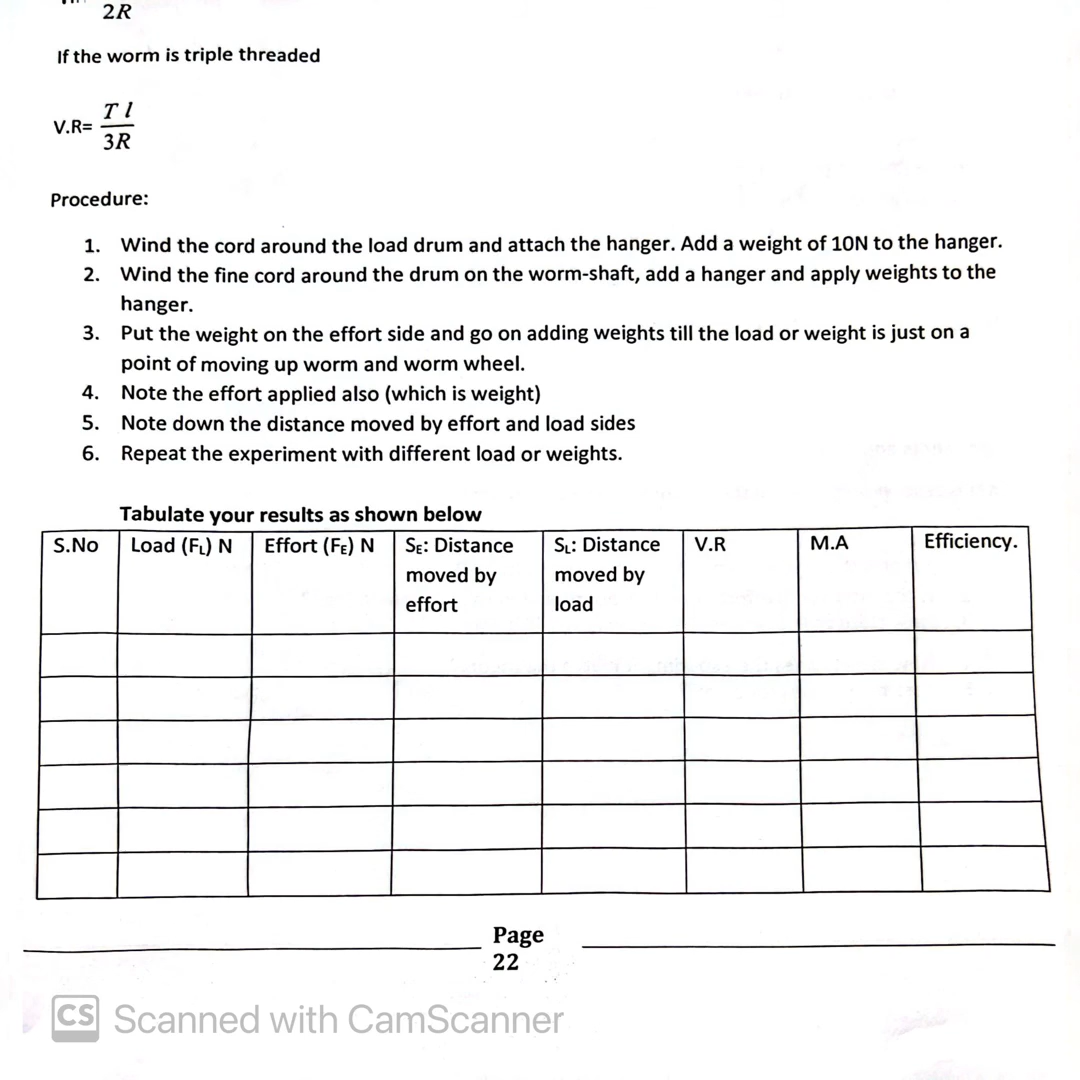 2R
If the worm is triple threaded
V.R= T l
3R
Procedure:
1. Wind the cord around the load drum and attach the hanger. Add a weight of 10N to the hanger.
2. Wind the fine cord around the drum on the worm-shaft, add a hanger and apply weights to the
hanger.
3. Put the weight on the effort side and go on adding weights till the load or weight is just on a
point of moving up worm and worm wheel.
4. Note the effort applied also (which is weight)
5. Note down the distance moved by effort and load sides
6. Repeat the experiment with different load or weights.
Tabulate your results as shown below
S.No Load (FL) N Effort (FE) N SE: Distance SL: Distance V.R M.A Efficiency.
moved by moved by
effort load
Page
22
CS Scanned with CamScanner